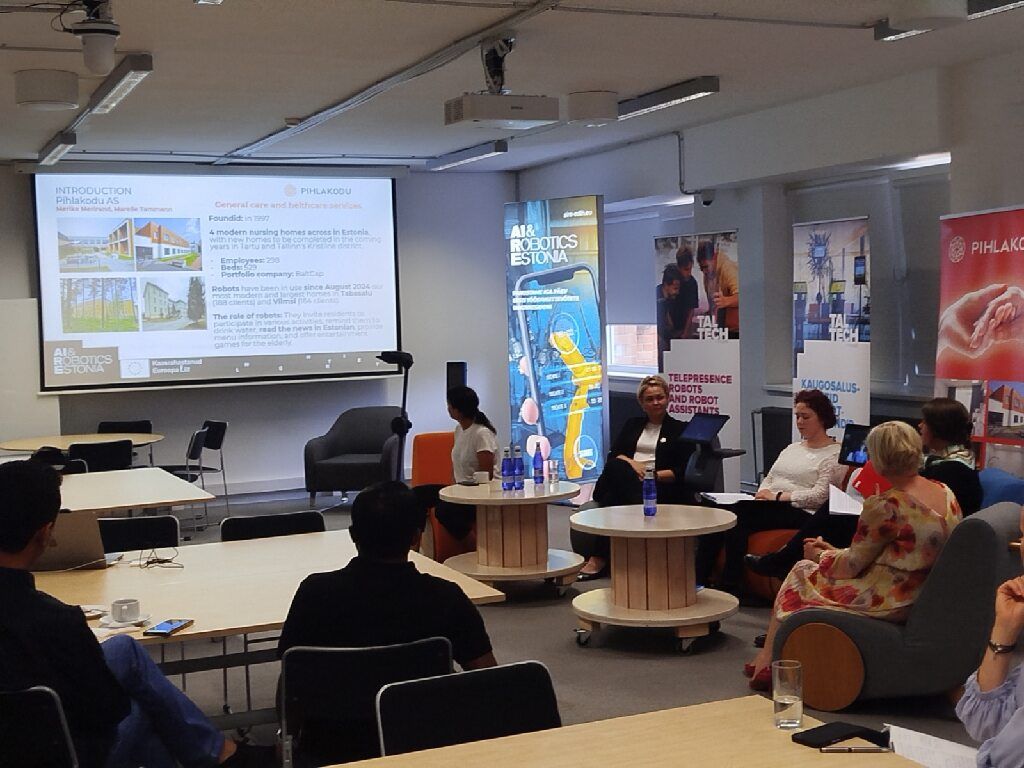 INTRODUCTION
Pihlakodu AS
PIHLAKODU
General care and helthcare services.
Founded: in 1997
4 modern nursing homes across in Estonia,
with new homes to be completed in the coming
years in Tartu and Tallinn's Kristiine district.
Employees: 298
Beds: 529
Portfolio company: BaltCap
Robots have been in use since August 2024 our
most modern and largest homes in Tabasalu
(188 clients) and Viimsi (164 clients).
The role of robots: They invite residents to
participate in various activities, remind them to
drink water, read the news in Estonian, provide
menu information, and offer entertainment
games for the elderly.
AI&
ROBOTICS
ESTONIA
Kaasrahastanud
Euroopa Liit
AI&
ROBOTICS
ESTONIA
TAL
TECH
TELEPRESENCE
ROBOTS
AND ROBOT
ASSISTANTS
TAL
TECH
KAUGOSALUS-
PIHLAKO